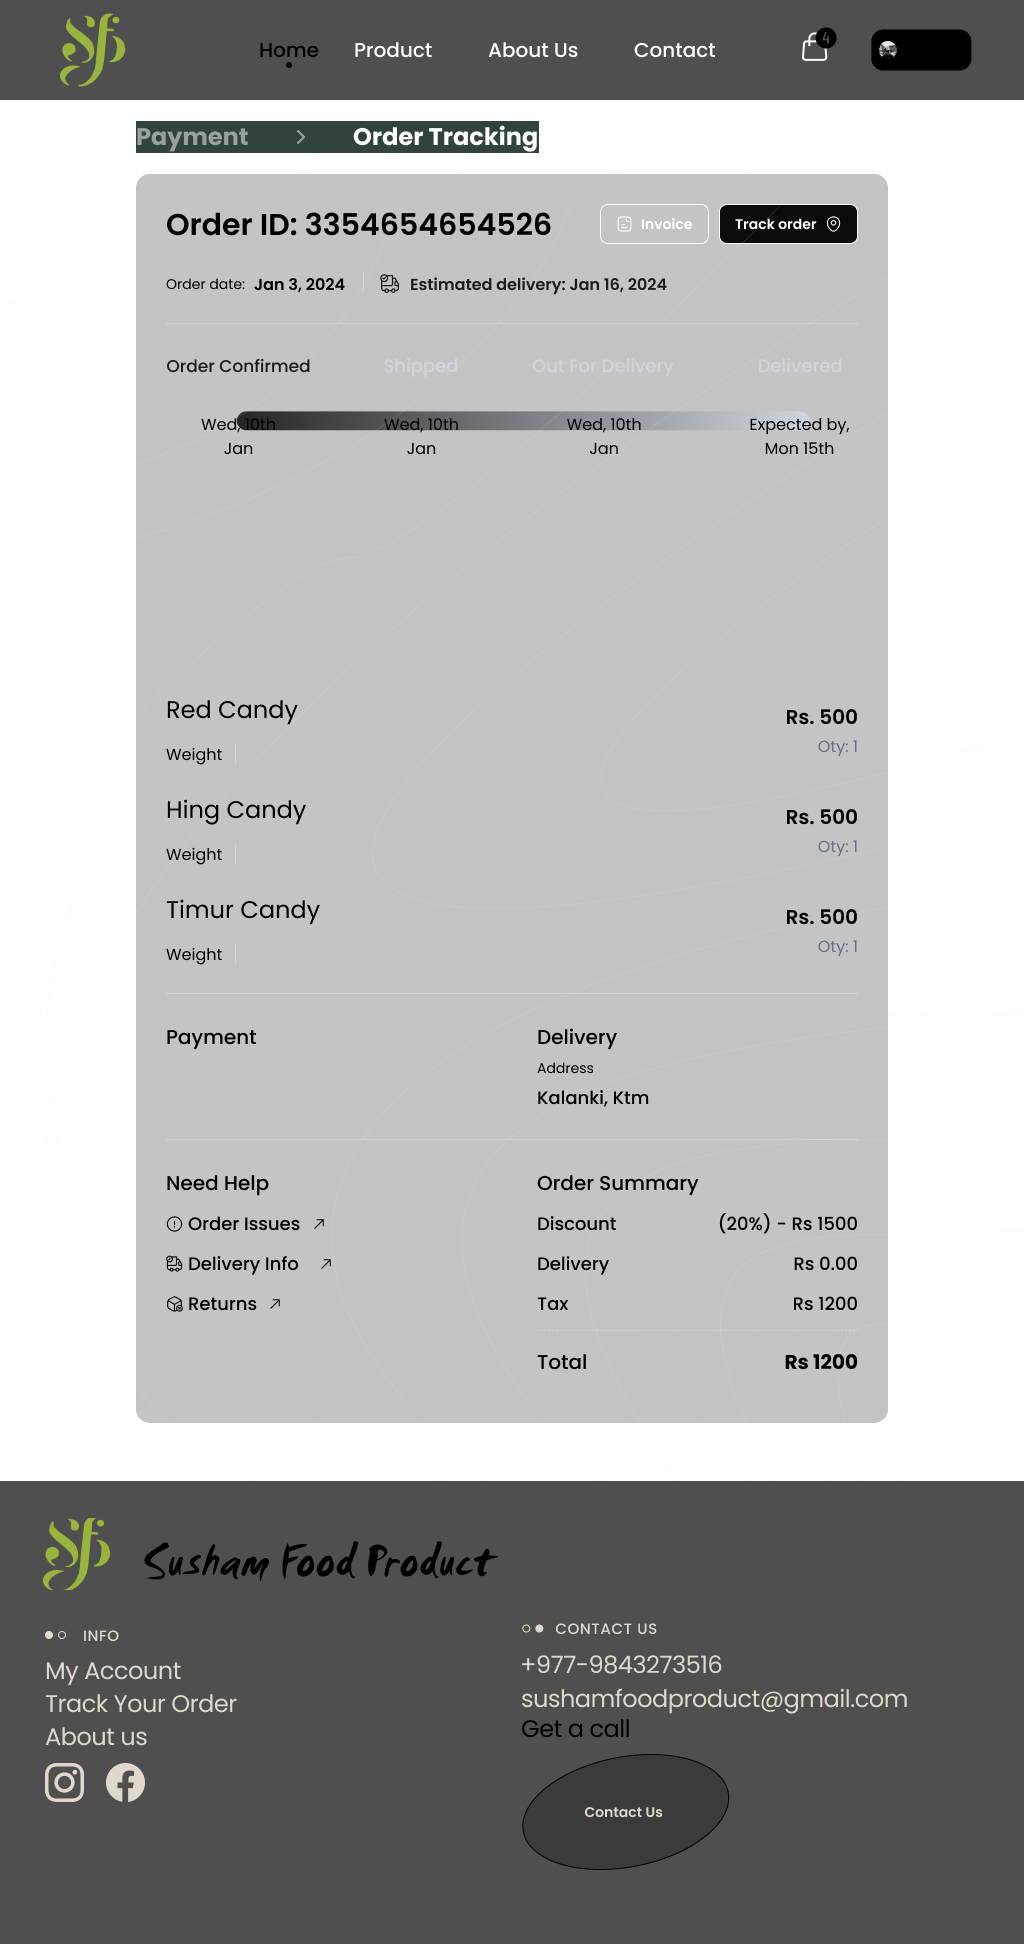 Home Product About Us Contact 4
Payment > Order Tracking
Order ID: 3354654654526 Invoice Track order
Order date: Jan 3, 2024 Estimated delivery: Jan 16, 2024
Order Confirmed Shipped Out For Delivery Delivered
Wed, 10th Wed, 10th Wed, 10th Expected by,
Jan Jan Jan Mon 15th
Red Candy Rs. 500
Weight Qty: 1
Hing Candy Rs. 500
Weight Qty: 1
Timur Candy Rs. 500
Weight Qty: 1
Payment Delivery
Address
Kalanki, Ktm
Need Help Order Summary
Order Issues Discount (20%) - Rs 1500
Delivery Info Delivery Rs 0.00
Returns Tax Rs 1200
Total Rs 1200
Susham Food Product
INFO
My Account
Track Your Order
About us
CONTACT US
+977-9843273516
sushamfoodproduct@gmail.com
Get a call
Contact Us